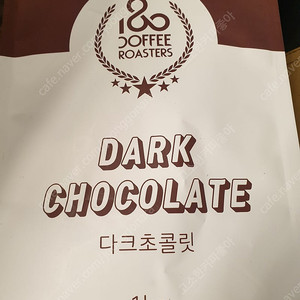 180
COFFEE
ROASTERS
DARK
CHOCOLATE
다크초콜릿